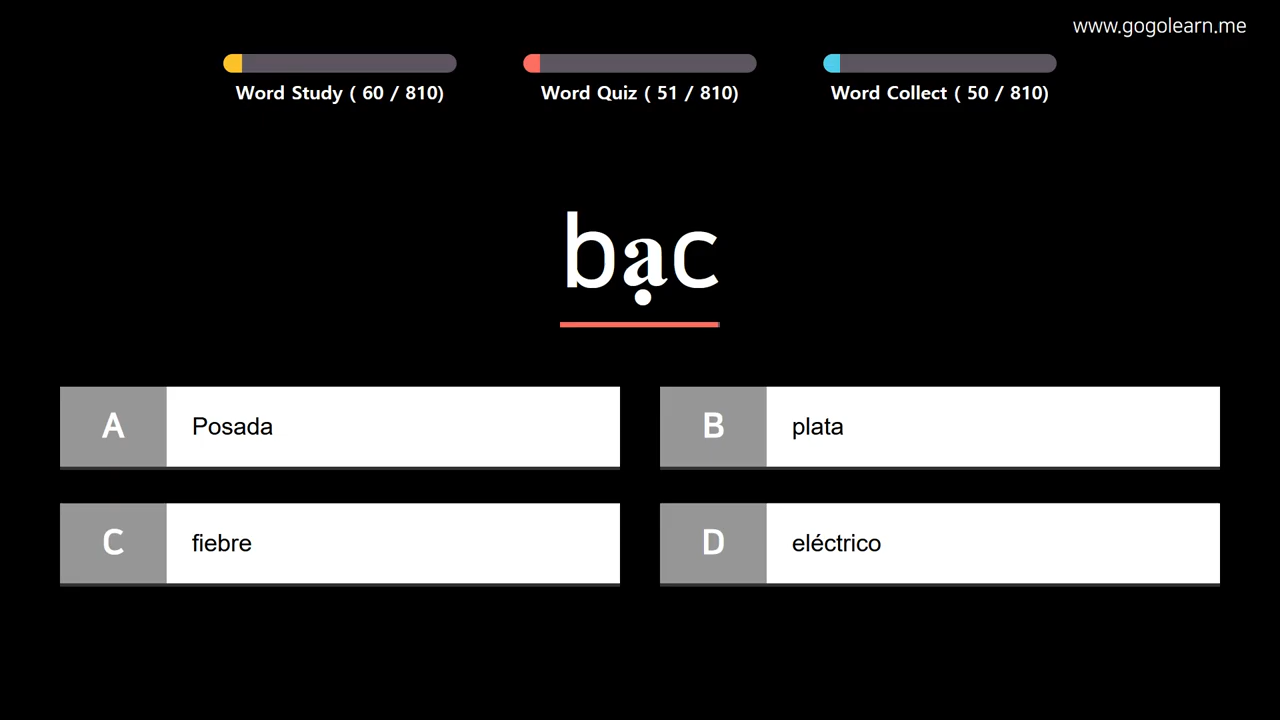 www.gogolearn.me
Word Study ( 60 / 810)
Word Quiz ( 51 / 810)
Word Collect ( 50 / 810)
bạc
A Posada
B plata
C fiebre
D eléctrico